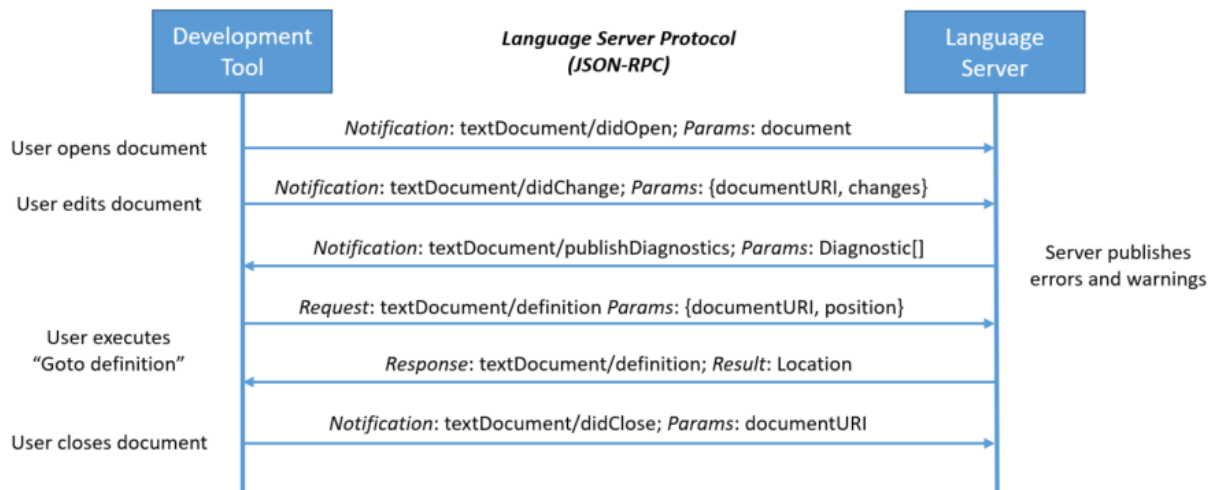 Development
Tool
Language Server Protocol
(JSON-RPC)
Language
Server
Notification: textDocument/didOpen; Params: document
User opens document
Notification: textDocument/didChange; Params: {documentURI, changes}
User edits document
Notification: textDocument/publishDiagnostics; Params: Diagnostic[]
Server publishes
errors and warnings
Request: textDocument/definition Params: {documentURI, position}
User executes
“Goto definition”
Response: textDocument/definition; Result: Location
Notification: textDocument/didClose; Params: documentURI
User closes document